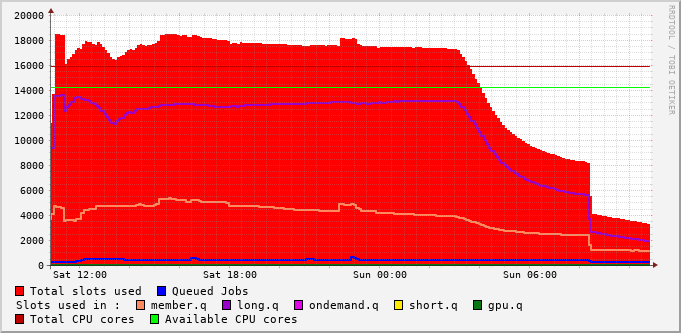 20000
18000
16000
14000
12000
10000
8000
6000
4000
2000
0
Sat 12:00 Sat 18:00 Sun 00:00 Sun 06:00
RRDTOOL / TOBI OETIKER
Total slots used Queued Jobs
Slots used in : member.q long.q ondemand.q short.q gpu.q
Total CPU cores Available CPU cores